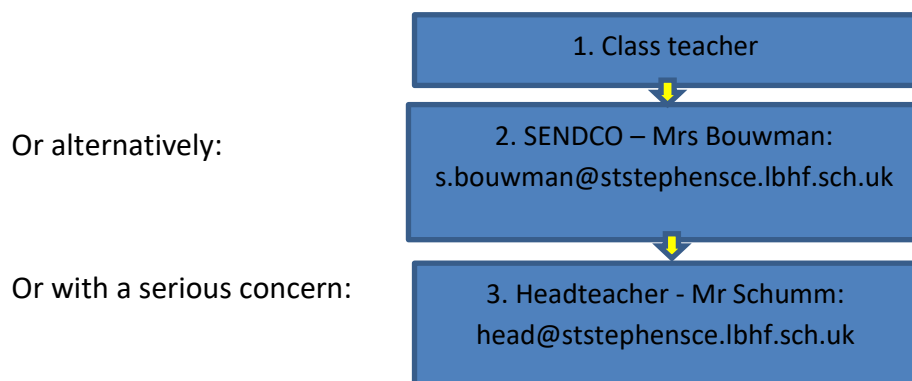 1. Class teacher
Or alternatively:
2. SENDCO – Mrs Bouwman:
s.bouwman@ststephensce.lbhf.sch.uk
Or with a serious concern:
3. Headteacher - Mr Schumm:
head@ststephensce.lbhf.sch.uk